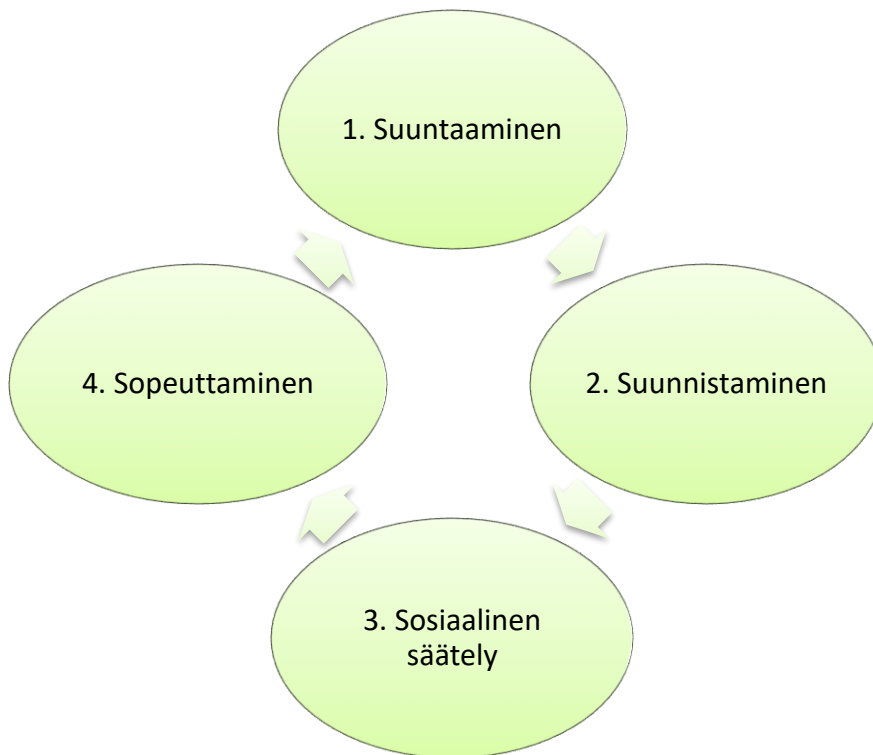 1. Suuntaaminen
2. Suunnistaminen
3. Sosiaalinen
säätely
4. Sopeuttaminen